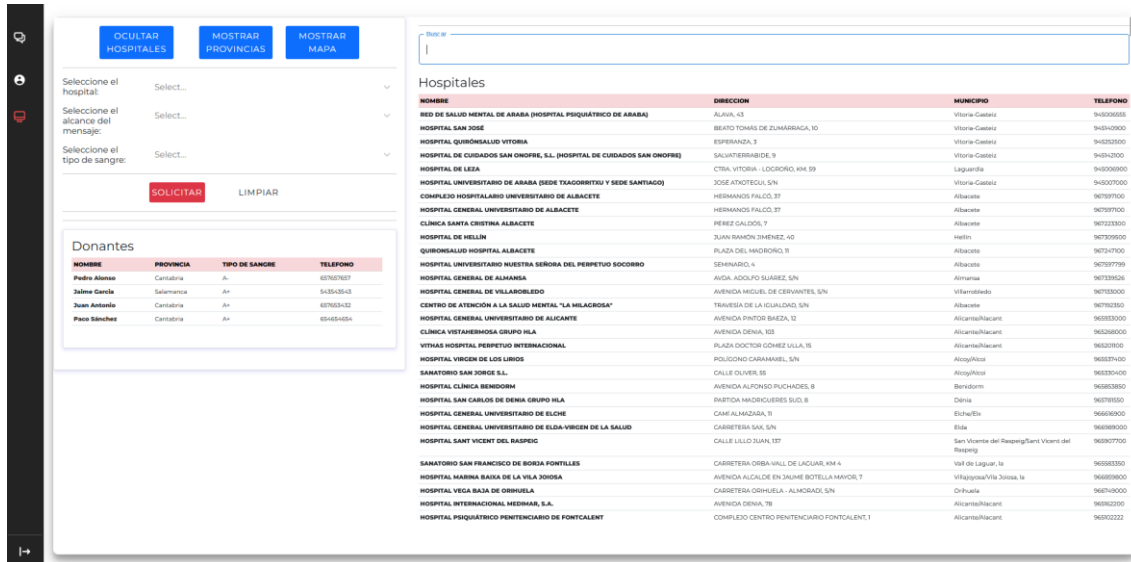 OCULTAR
HOSPITALES
MOSTRAR
PROVINCIAS
MOSTRAR
MAPA
Seleccione el
hospital:
Select...
Seleccione el
alcance del
mensaje:
Select...
Seleccione el
tipo de sangre:
Select...
SOLICITAR
LIMPIAR
Donantes
NOMBRE PROVINCIA TIPO DE SANGRE TELEFONO
Pedro Alonso Cantabria A- 657657657
Jaime García Salamanca A+ 543543543
Juan Antonio Cantabria A+ 657653432
Paco Sánchez Cantabria A+ 654654654
Buscar
Hospitales
NOMBRE DIRECCION MUNICIPIO TELEFONO
RED DE SALUD MENTAL DE ARABA (HOSPITAL PSIQUIÁTRICO DE ARABA) ÁLAVA, 43 Vitoria-Gasteiz 945006555
HOSPITAL SAN JOSÉ BEATO TOMÁS DE ZUMÁRRAGA, 10 Vitoria-Gasteiz 945140900
HOSPITAL QUIRÓNSALUD VITORIA ESPERANZA, 3 Vitoria-Gasteiz 945252500
HOSPITAL DE CUIDADOS SAN ONOFRE, S.L. (HOSPITAL DE CUIDADOS SAN ONOFRE) SALVATIERRABIDE, 9 Vitoria-Gasteiz 945142100
HOSPITAL DE LEZA CTRA. VITORIA - LOGROÑO, KM. 59 Laguardia 945006900
HOSPITAL UNIVERSITARIO DE ARABA (SEDE TXAGORRITXU Y SEDE SANTIAGO) JOSE ATXOTEGUI, S/N Vitoria-Gasteiz 945007000
COMPLEJO HOSPITALARIO UNIVERSITARIO DE ALBACETE HERMANOS FALCÓ, 37 Albacete 967597100
HOSPITAL GENERAL UNIVERSITARIO DE ALBACETE HERMANOS FALCÓ, 37 Albacete 967597100
CLÍNICA SANTA CRISTINA ALBACETE PÉREZ GALDÓS, 7 Albacete 967223300
HOSPITAL DE HELLÍN JUAN RAMÓN JIMÉNEZ, 40 Hellín 967309500
QUIRONSALUD HOSPITAL ALBACETE PLAZA DEL MADROÑO, 11 Albacete 967247100
HOSPITAL UNIVERSITARIO NUESTRA SEÑORA DEL PERPETUO SOCORRO SEMINARIO, 4 Albacete 967597799
HOSPITAL GENERAL DE ALMANSA AVDA. ADOLFO SUÁREZ, S/N Almansa 967339526
HOSPITAL GENERAL DE VILLAROBLEDO AVENIDA MIGUEL DE CERVANTES, S/N Villarrobledo 967133000
CENTRO DE ATENCIÓN A LA SALUD MENTAL "LA MILAGROSA" TRAVESÍA DE LA IGUALDAD, S/N Albacete 967192350
HOSPITAL GENERAL UNIVERSITARIO DE ALICANTE AVENIDA PINTOR BAEZA, 12 Alicante/Alacant 965933000
CLÍNICA VISTAHERMOSA GRUPO HLA AVENIDA DENIA, 103 Alicante/Alacant 965268000
VITHAS HOSPITAL PERPETUO INTERNACIONAL PLAZA DOCTOR GÓMEZ ULLA, 15 Alicante/Alacant 965201100
HOSPITAL VIRGEN DE LOS LIRIOS POLÍGONO CARAMAXEL, S/N Alcoy/Alcoi 965537400
SANATORIO SAN JORGE S.L. CALLE OLIVER, 55 Alcoy/Alcoi 965330400
HOSPITAL CLÍNICA BENIDORM AVENIDA ALFONSO PUCHADES, 8 Benidorm 965853850
HOSPITAL SAN CARLOS DE DENIA GRUPO HLA PARTIDA MADRIGUERES SUD, 8 Dénia 965781550
HOSPITAL GENERAL UNIVERSITARIO DE ELCHE CAMÍ ALMAZARA, 11 Elche/Elx 966616900
HOSPITAL GENERAL UNIVERSITARIO DE ELDA-VIRGEN DE LA SALUD CARRETERA SAX, S/N Elda 966989000
HOSPITAL SANT VICENT DEL RASPEIG CALLE LILLO JUAN, 137 San Vicente del Raspeig/Sant Vicent del 965907700
Raspeig
SANATORIO SAN FRANCISCO DE BORJA FONTILLES CARRETERA ORBA-VALL DE LAGUAR, KM 4 Vall de Laguar, la 965583350
HOSPITAL MARINA BAIXA DE LA VILA JOIOSA AVENIDA ALCALDE EN JAUME BOTELLA MAYOR, 7 Villajoyosa/Vila Joiosa, la 966859800
HOSPITAL VEGA BAJA DE ORIHUELA CARRETERA ORIHUELA - ALMORADÍ, S/N Orihuela 966749000
HOSPITAL INTERNACIONAL MEDIMAR, S.A. AVENIDA DENIA, 78 Alicante/Alacant 965162200
HOSPITAL PSIQUIÁTRICO PENITENCIARIO DE FONTCALENT COMPLEJO CENTRO PENITENCIARIO FONTCALENT, 1 Alicante/Alacant 965102222